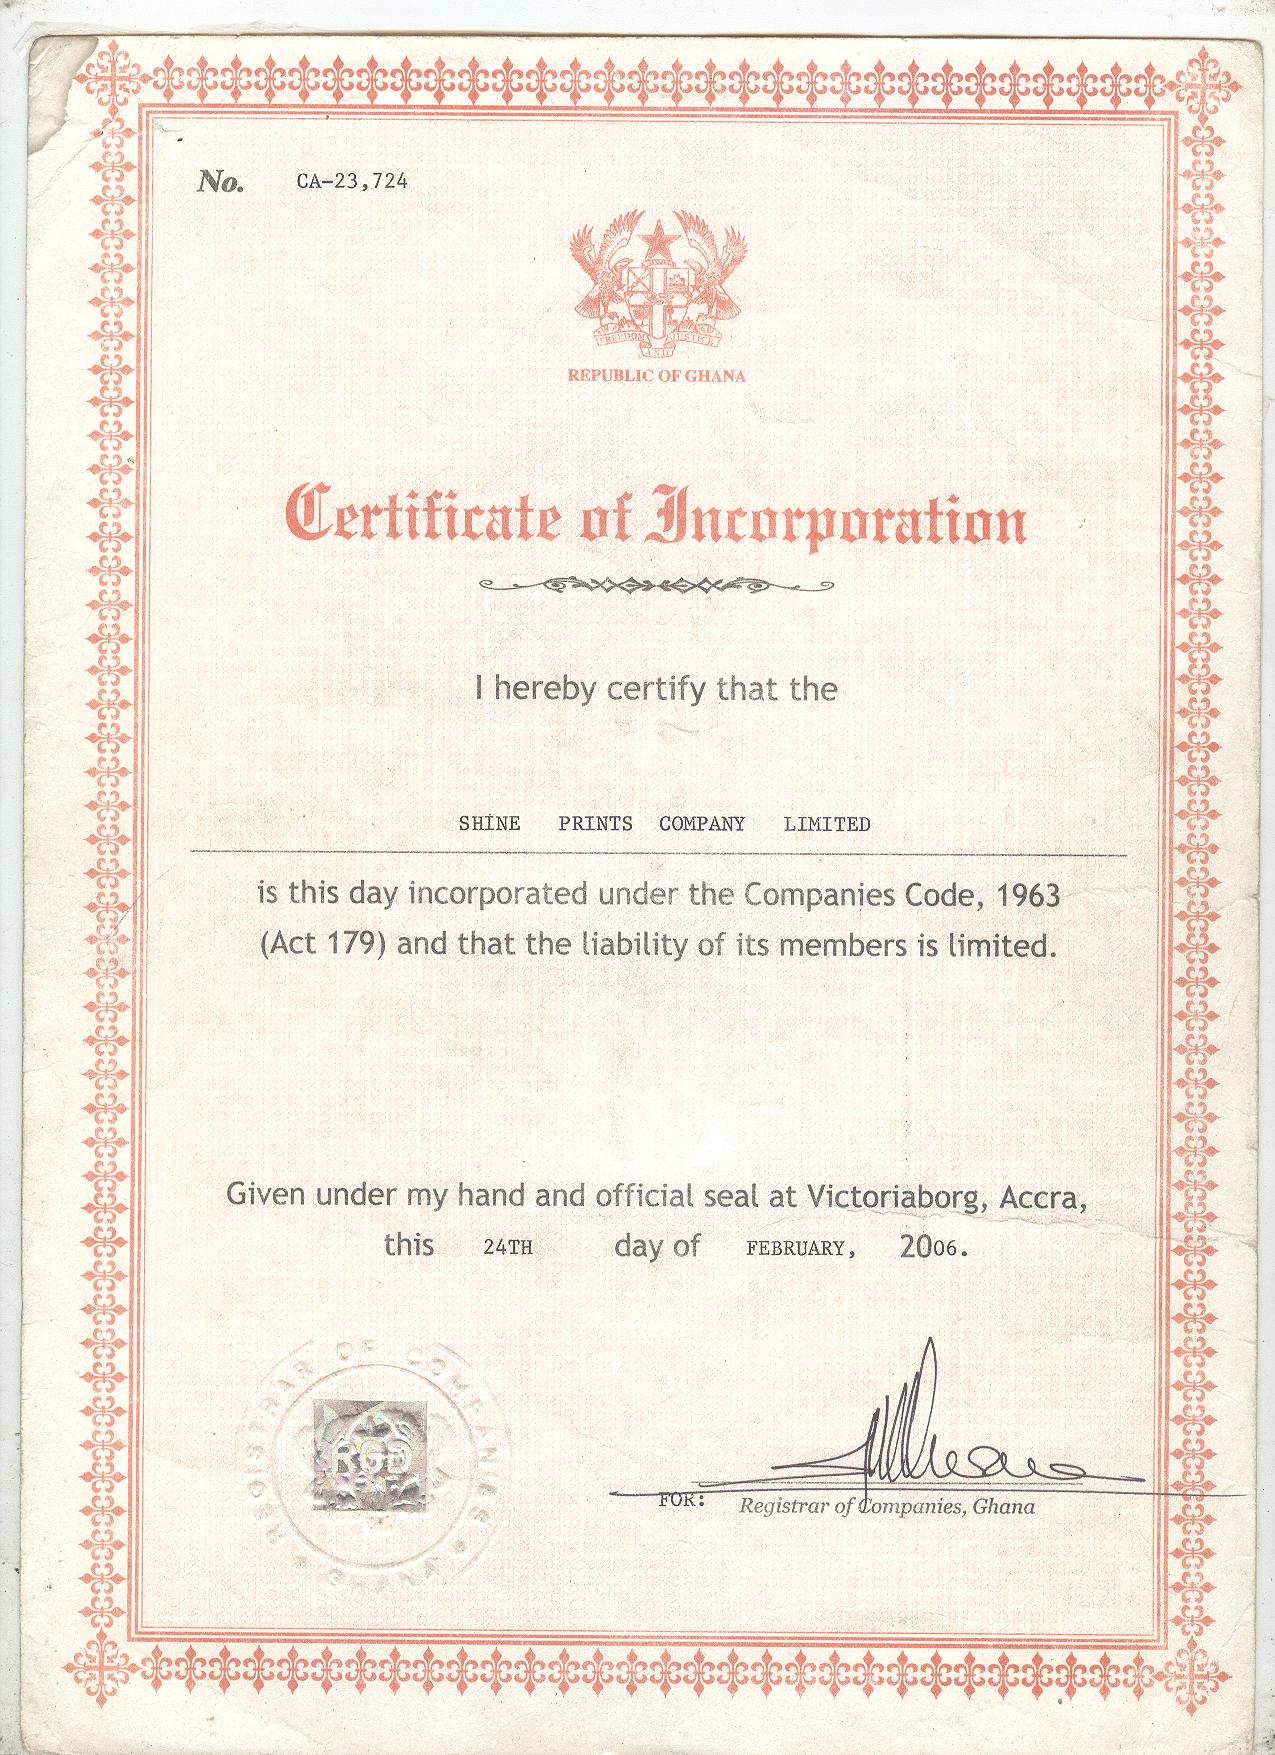 No. CA-23,724
FREEDOM AND JUSTICE
REPUBLIC OF GHANA
Certificate of Incorporation
I hereby certify that the
SHINE PRINTS COMPANY LIMITED
is this day incorporated under the Companies Code, 1963
(Act 179) and that the liability of its members is limited.
Given under my hand and official seal at Victoriaborg, Accra,
this 24TH day of FEBRUARY, 2006.
REGISTRAR OF COMPANIES
RGD
GHANA
FOR: Registrar of Companies, Ghana